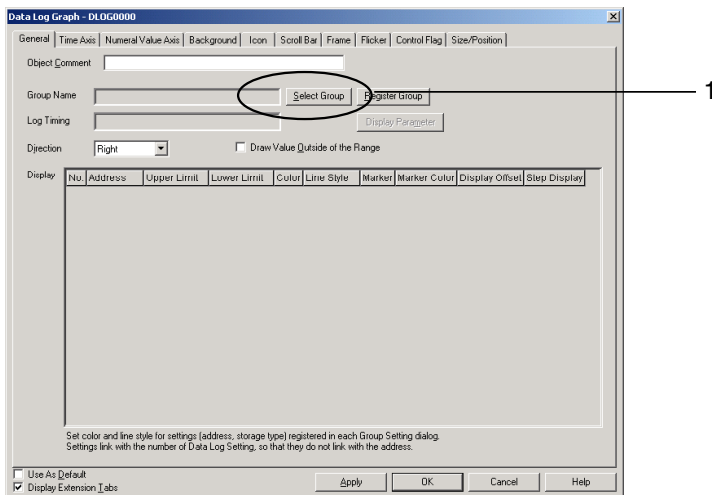 Data Log Graph - DLOG0000
General Time Axis Numeral Value Axis Background Icon Scroll Bar Frame Flicker Control Flag Size/Position
Object Comment
Group Name Select Group Register Group 1
Log Timing Display Parameter
Direction Right Draw Value Outside of the Range
Display No. Address Upper Limit Lower Limit Color Line Style Marker Marker Color Display Offset Step Display
Set color and line style for settings (address, storage type) registered in each Group Setting dialog.
Settings link with the number of Data Log Setting, so that they do not link with the address.
Use As Default
Display Extension Tabs Apply OK Cancel Help